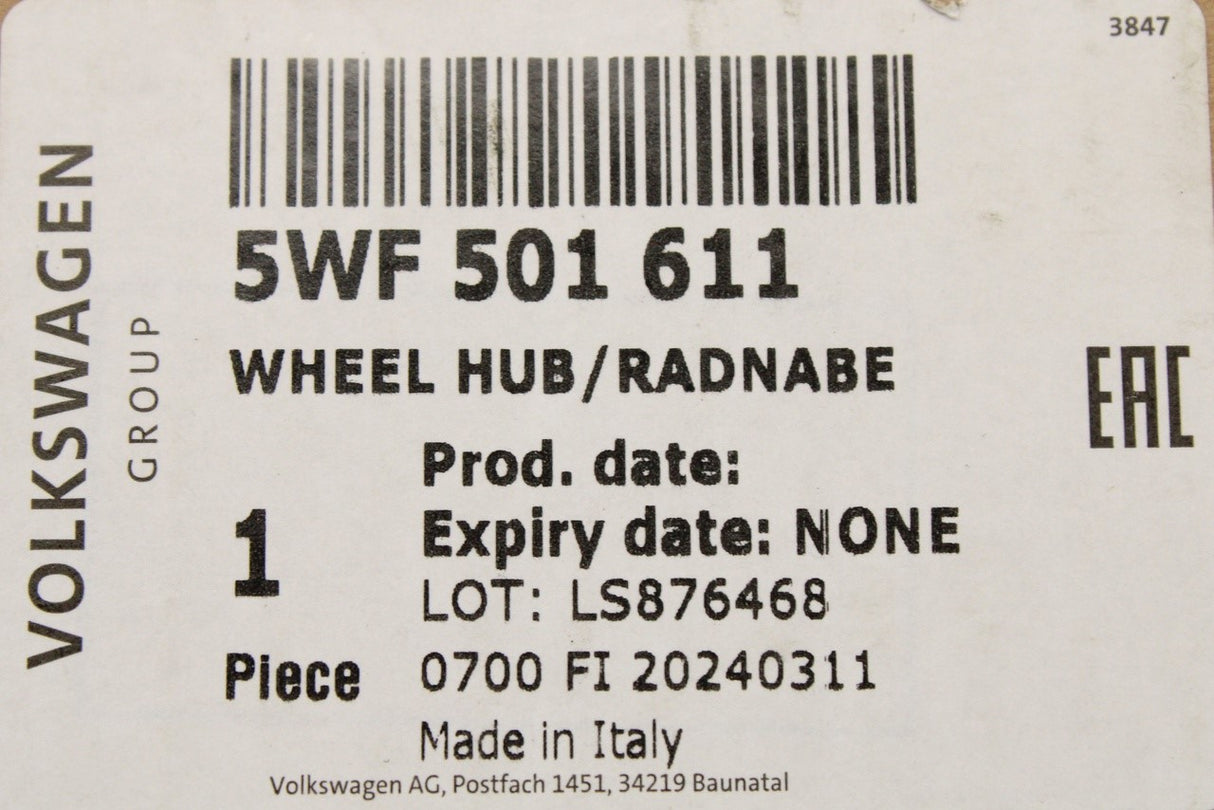 3847
VOLKSWAGEN
GROUP
5WF 501 611
WHEEL HUB/RADNABE
EAC
Prod. date:
Expiry date: NONE
1
LOT: LS876468
Piece
0700 FI 20240311
Made in Italy
Volkswagen AG, Postfach 1451, 34219 Baunatal